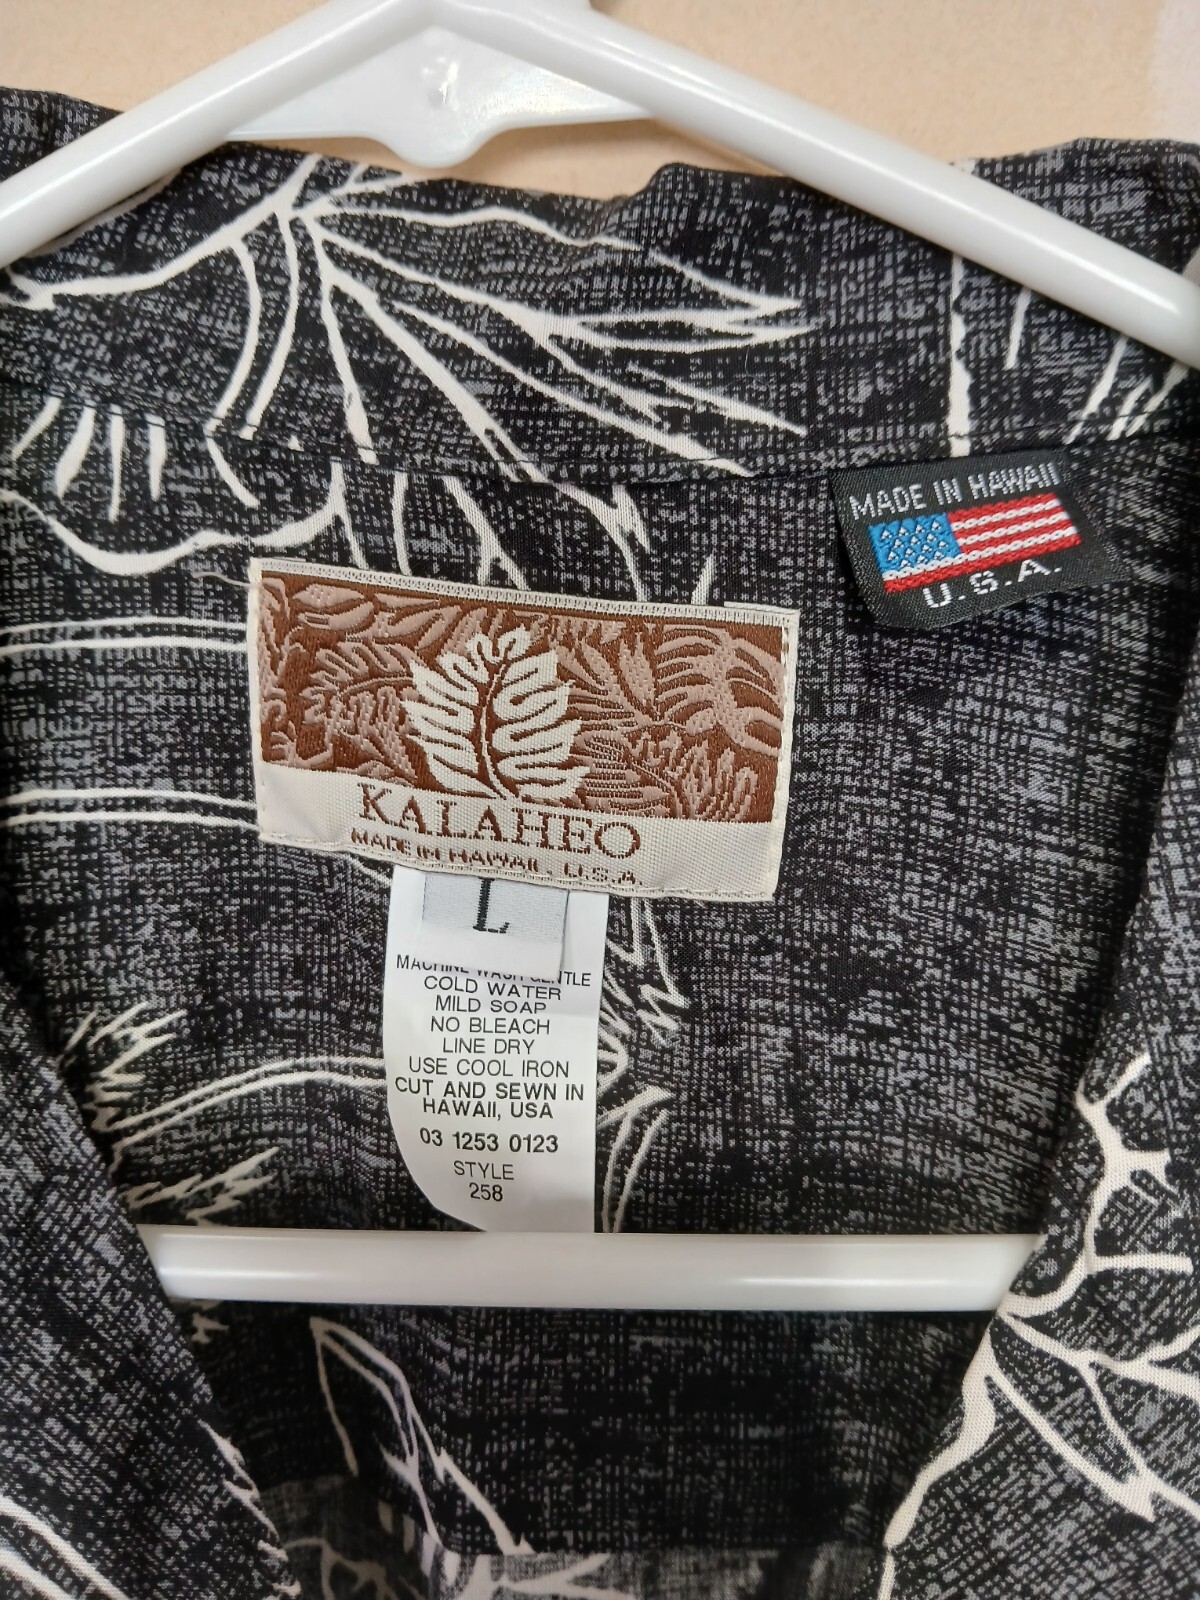 MADE IN HAWAII
U.S.A.
KALAHEO
MADE IN HAWAII, U.S.A.
L
MACHINE WASH GENTLE
COLD WATER
MILD SOAP
NO BLEACH
LINE DRY
USE COOL IRON
CUT AND SEWN IN
HAWAII, USA
03 1253 0123
STYLE
258